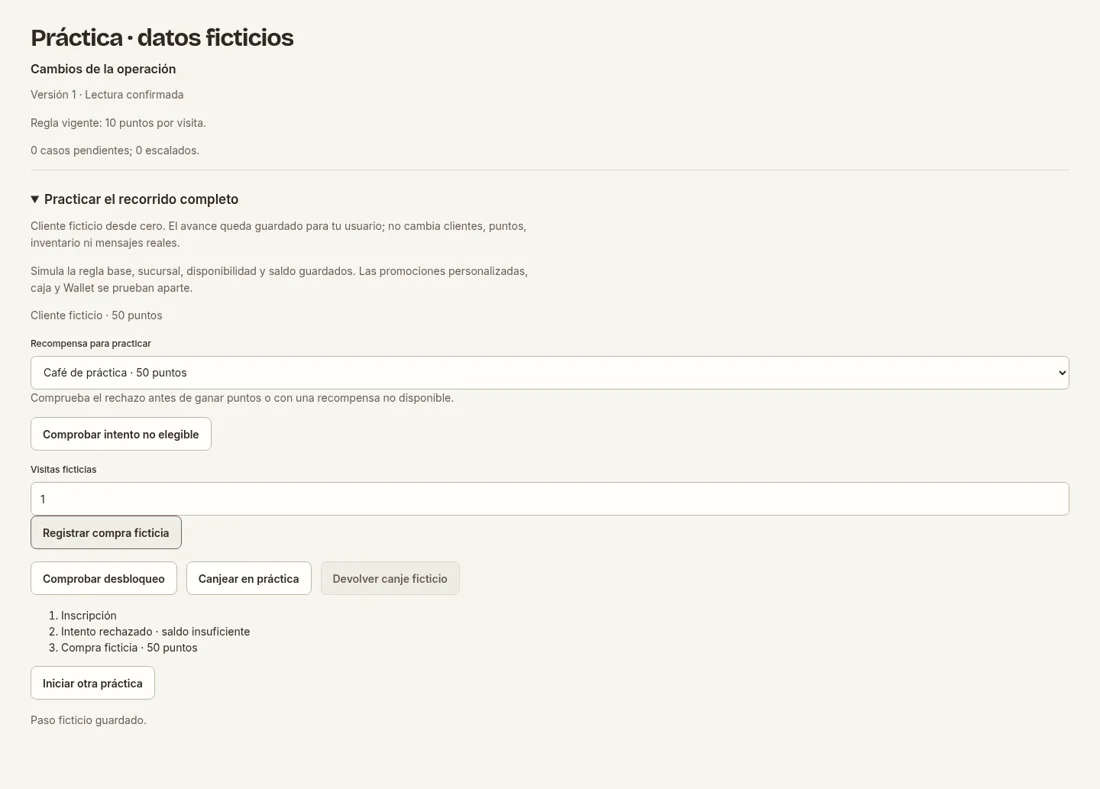 Práctica · datos ficticios
Cambios de la operación
Versión 1 · Lectura confirmada
Regla vigente: 10 puntos por visita.
0 casos pendientes; 0 escalados.
▼ Practicar el recorrido completo
Cliente ficticio desde cero. El avance queda guardado para tu usuario; no cambia clientes, puntos,
inventario ni mensajes reales.
Simula la regla base, sucursal, disponibilidad y saldo guardados. Las promociones personalizadas,
caja y Wallet se prueban aparte.
Cliente ficticio · 50 puntos
Recompensa para practicar
Café de práctica · 50 puntos
Comprueba el rechazo antes de ganar puntos o con una recompensa no disponible.
Comprobar intento no elegible
Visitas ficticias
1
Registrar compra ficticia
Comprobar desbloqueo Canjear en práctica Devolver canje ficticio
1. Inscripción
2. Intento rechazado · saldo insuficiente
3. Compra ficticia · 50 puntos
Iniciar otra práctica
Paso ficticio guardado.